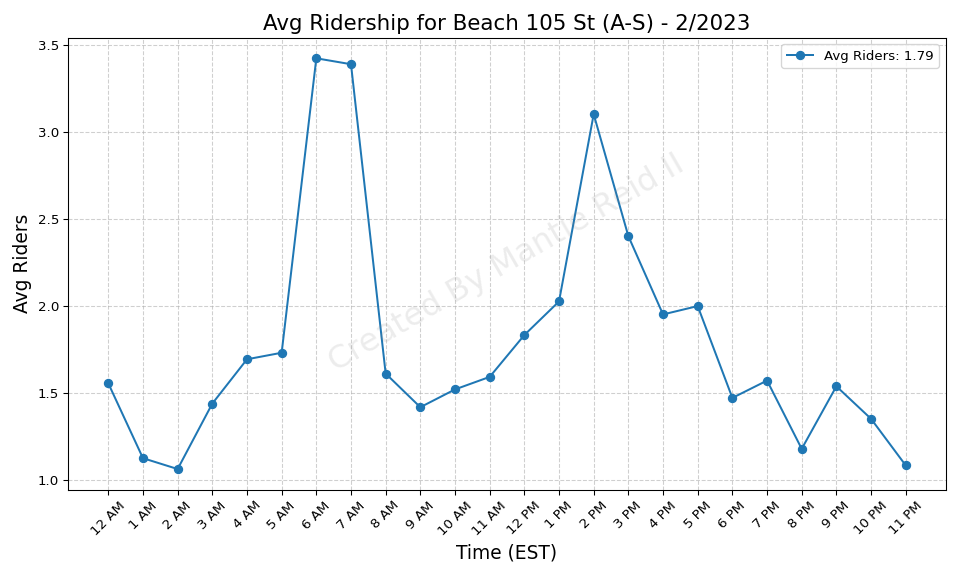 Avg Ridership for Beach 105 St (A-S) - 2/2023
Avg Riders: 1.79
3.5
3.0
2.5
2.0
1.5
1.0
Avg Riders
Created By Mantle Reid II
12 AM
1 AM
2 AM
3 AM
4 AM
5 AM
6 AM
7 AM
8 AM
9 AM
10 AM
11 AM
12 PM
1 PM
2 PM
3 PM
4 PM
5 PM
6 PM
7 PM
8 PM
9 PM
10 PM
11 PM
Time (EST)